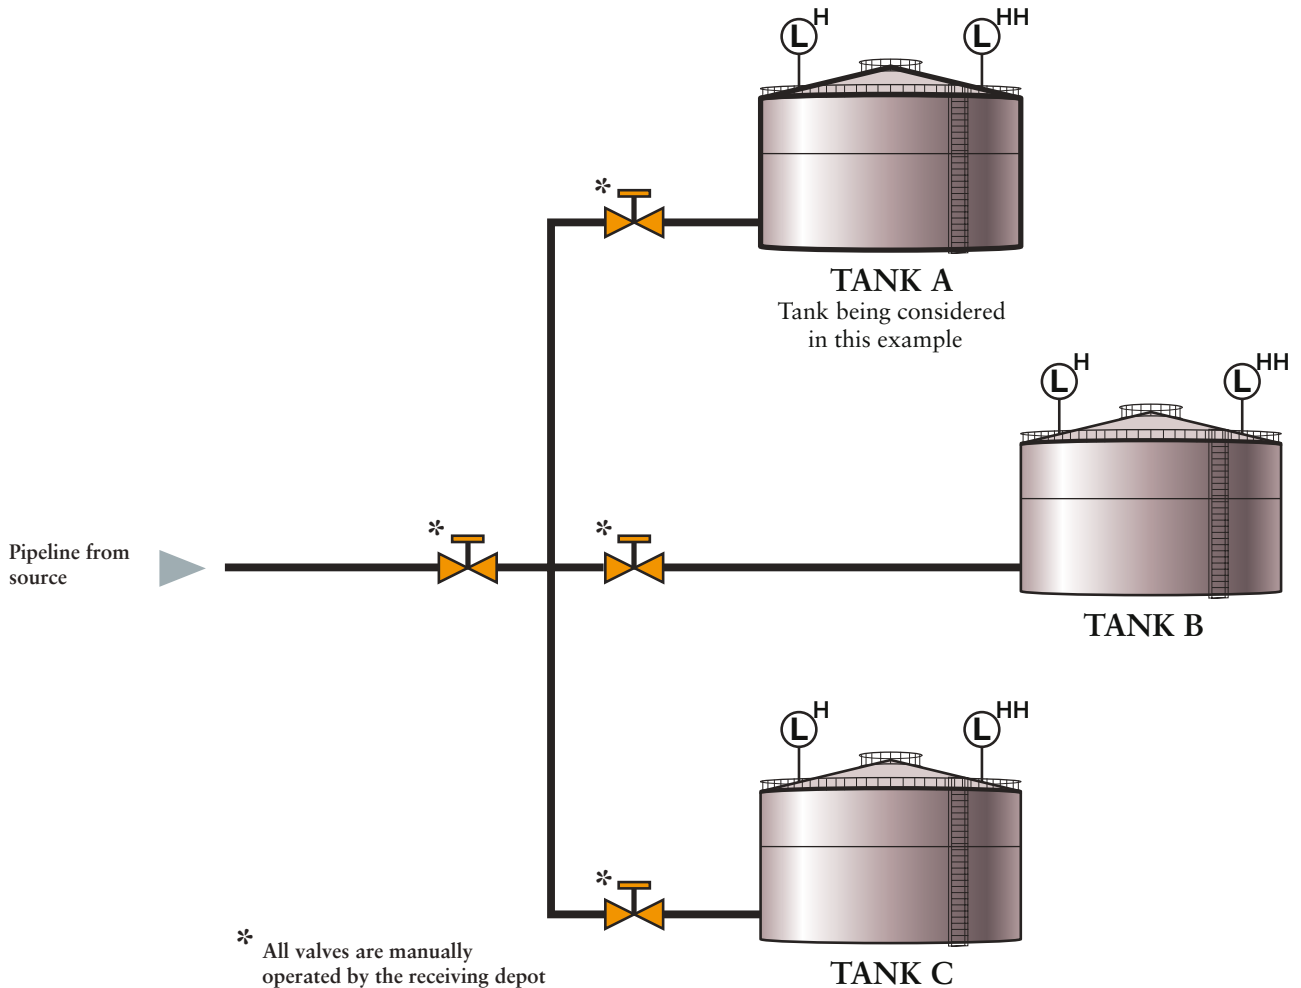 L H
L HH
*
TANK A
Tank being considered
in this example
L H
L HH
*
*
Pipeline from
source
TANK B
L H
L HH
*
* All valves are manually
operated by the receiving depot
TANK C